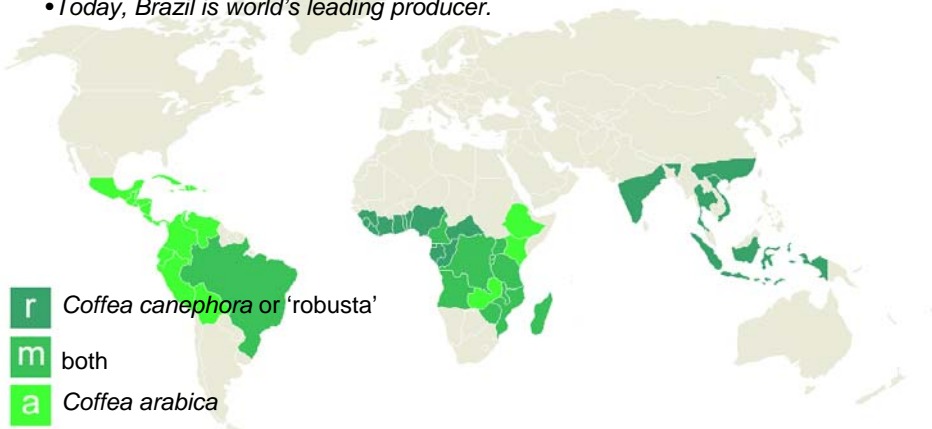 •Today, Brazil is world's leading producer.
r Coffea canephora or 'robusta'
m both
a Coffea arabica